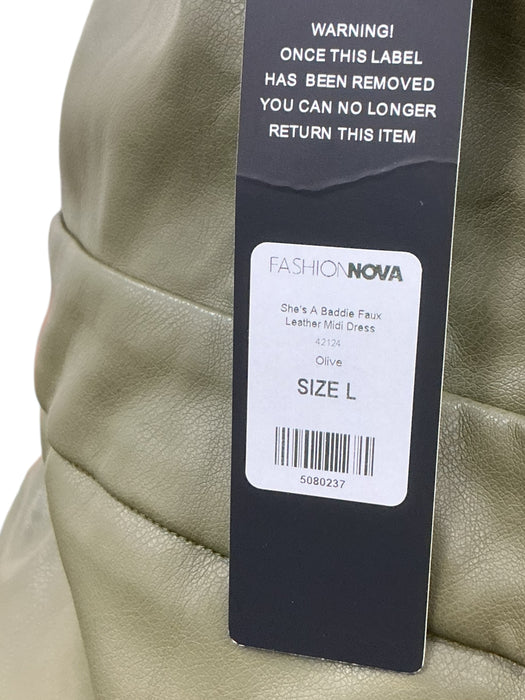 WARNING!
ONCE THIS LABEL
HAS BEEN REMOVED
YOU CAN NO LONGER
RETURN THIS ITEM
FASHIONNOVA
She's A Baddie Faux
Leather Midi Dress
42124
Olive
SIZE L
5080237